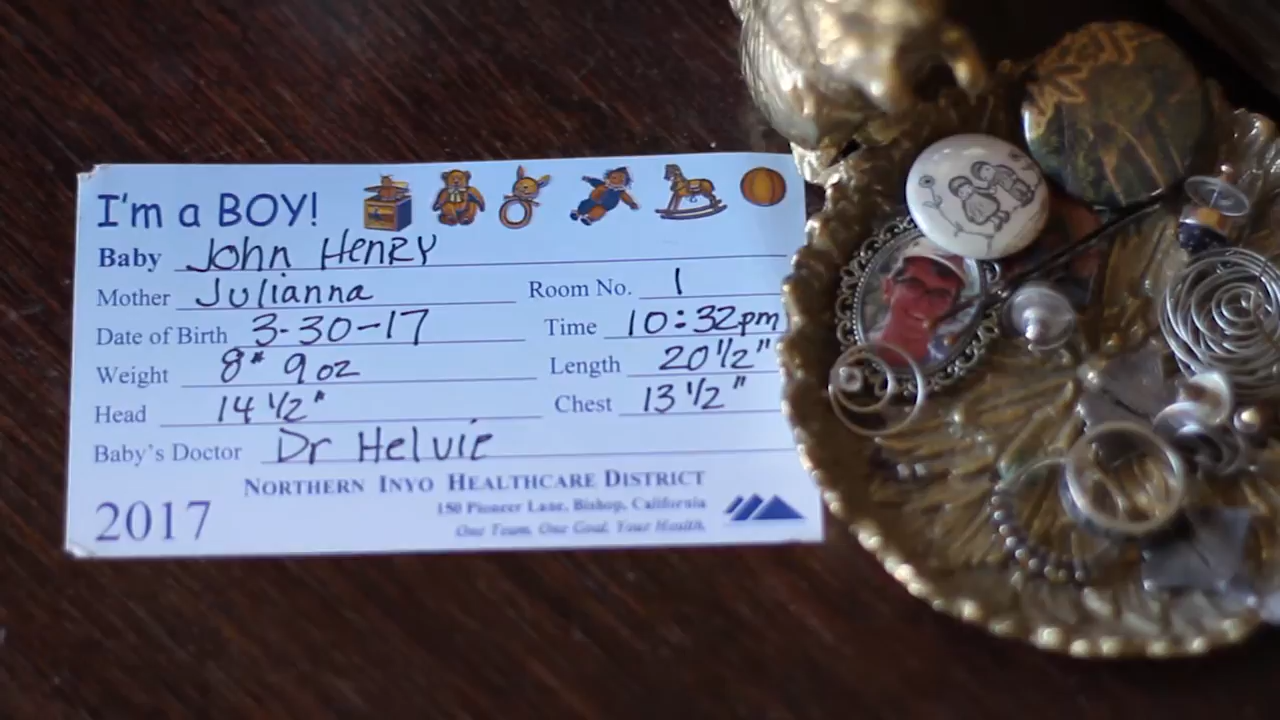 I'm a BOY!
Baby John Henry
Mother Julianna Room No. 1
Date of Birth 3-30-17 Time 10:32pm
Weight 8# 9oz Length 20 1/2"
Head 14 1/2" Chest 13 1/2"
Baby's Doctor Dr Helvie
NORTHERN INYO HEALTHCARE DISTRICT
150 Pioneer Lane, Bishop, California
2017 One Team. One Goal. Your Health.